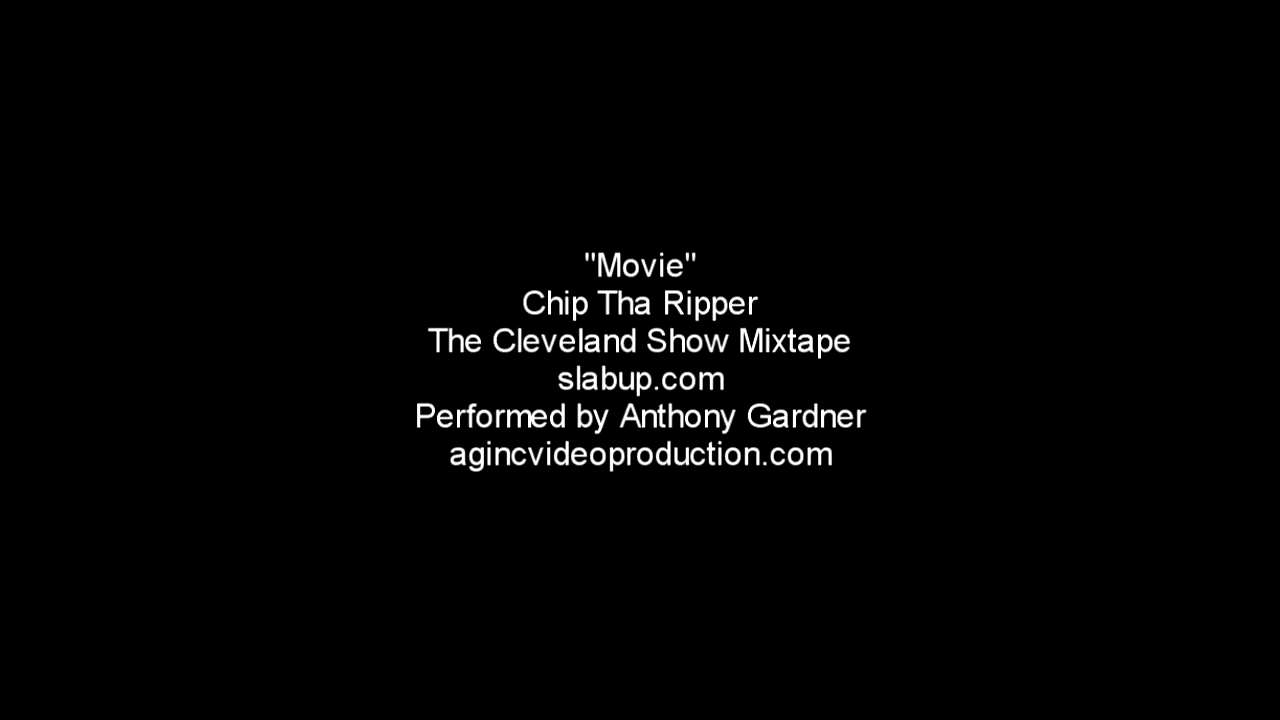 "Movie"
Chip Tha Ripper
The Cleveland Show Mixtape
slabup.com
Performed by Anthony Gardner
agincvideoproduction.com